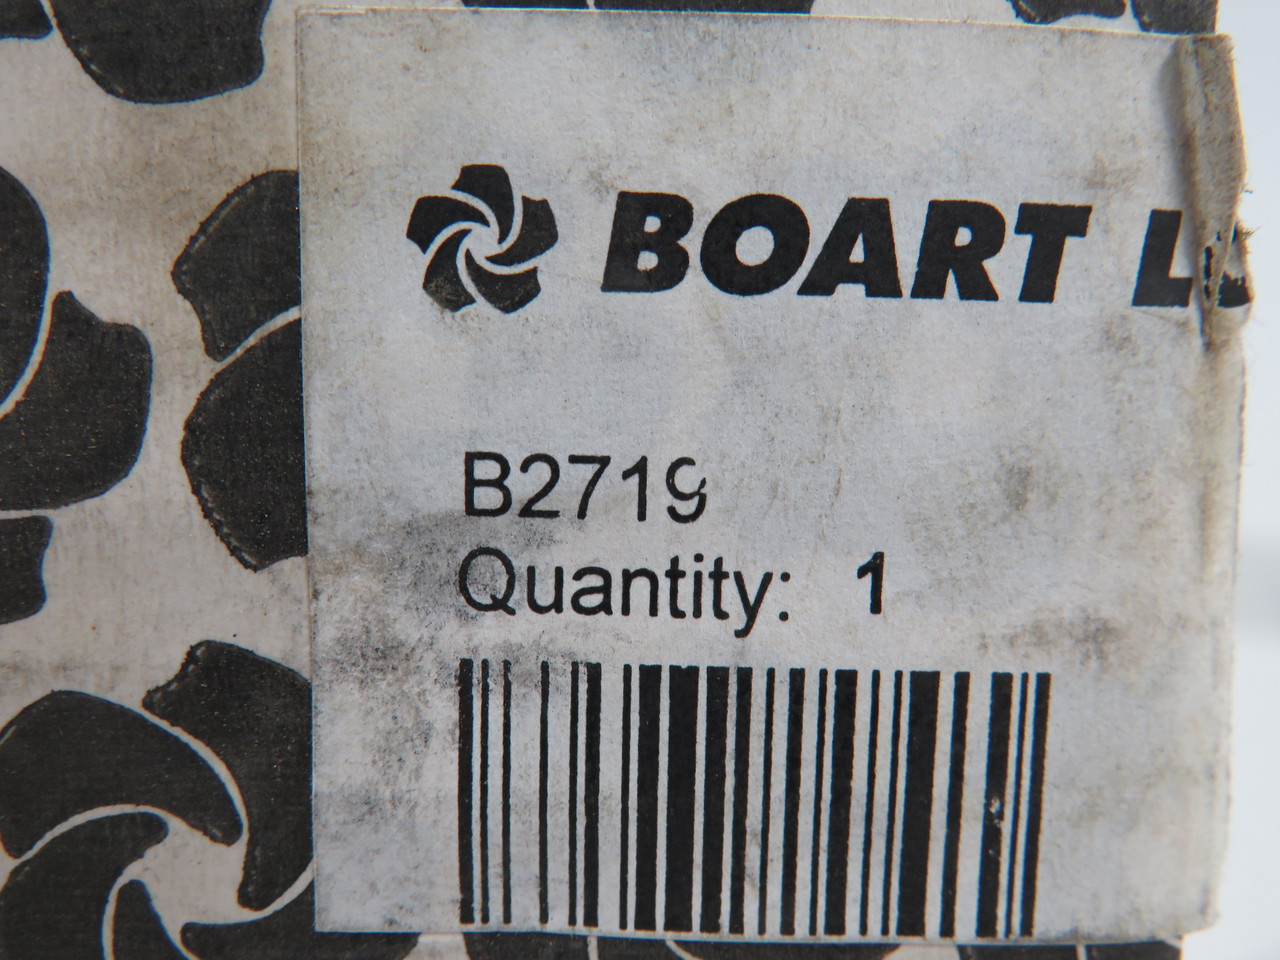 BOART L
B2719
Quantity: 1